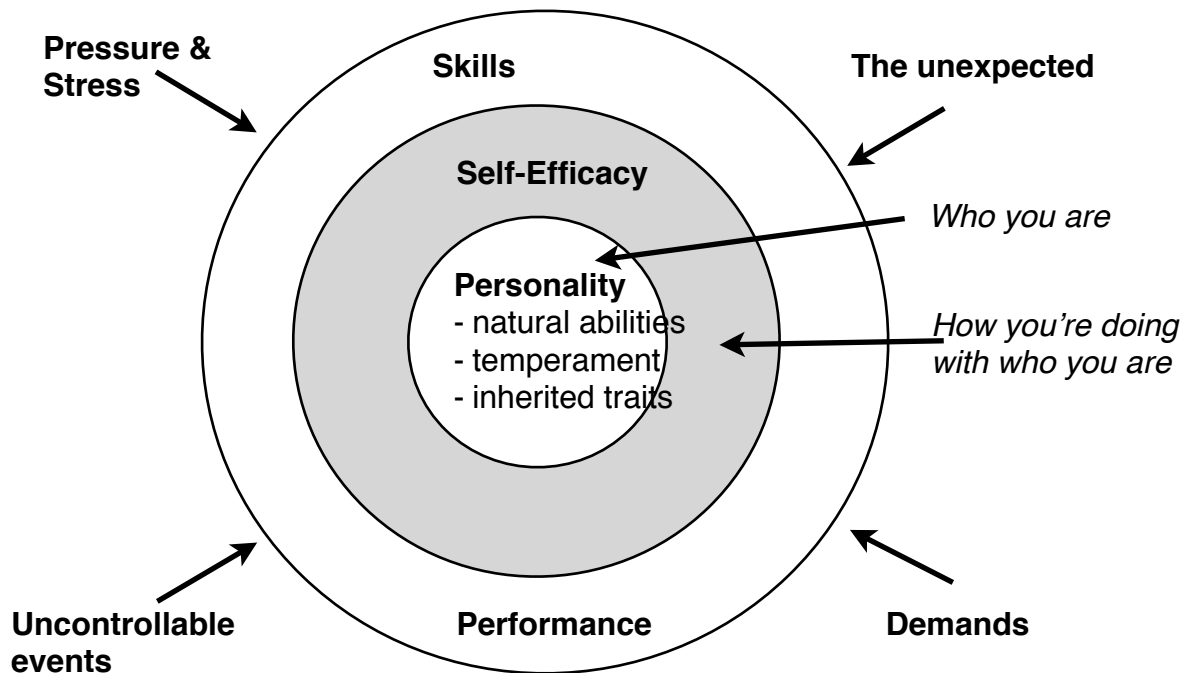 Pressure &
Stress
Skills
The unexpected
Self-Efficacy
Who you are
Personality
- natural abilities
- temperament
- inherited traits
How you're doing
with who you are
Uncontrollable
events
Performance
Demands